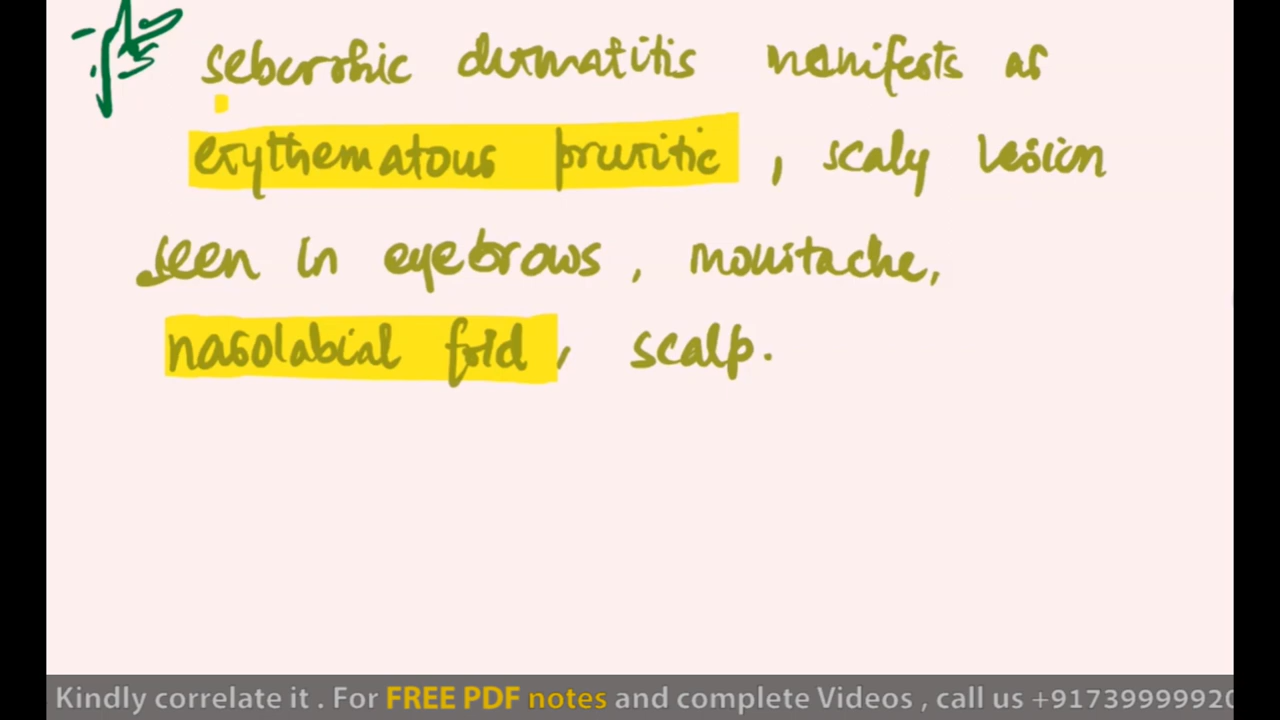 seborrhic dermatitis manifests as
erythematous pruritic , scaly lesion
seen in eyebrows , moustache,
nasolabial fold , scalp.
Kindly correlate it . For FREE PDF notes and complete Videos , call us +91739999920